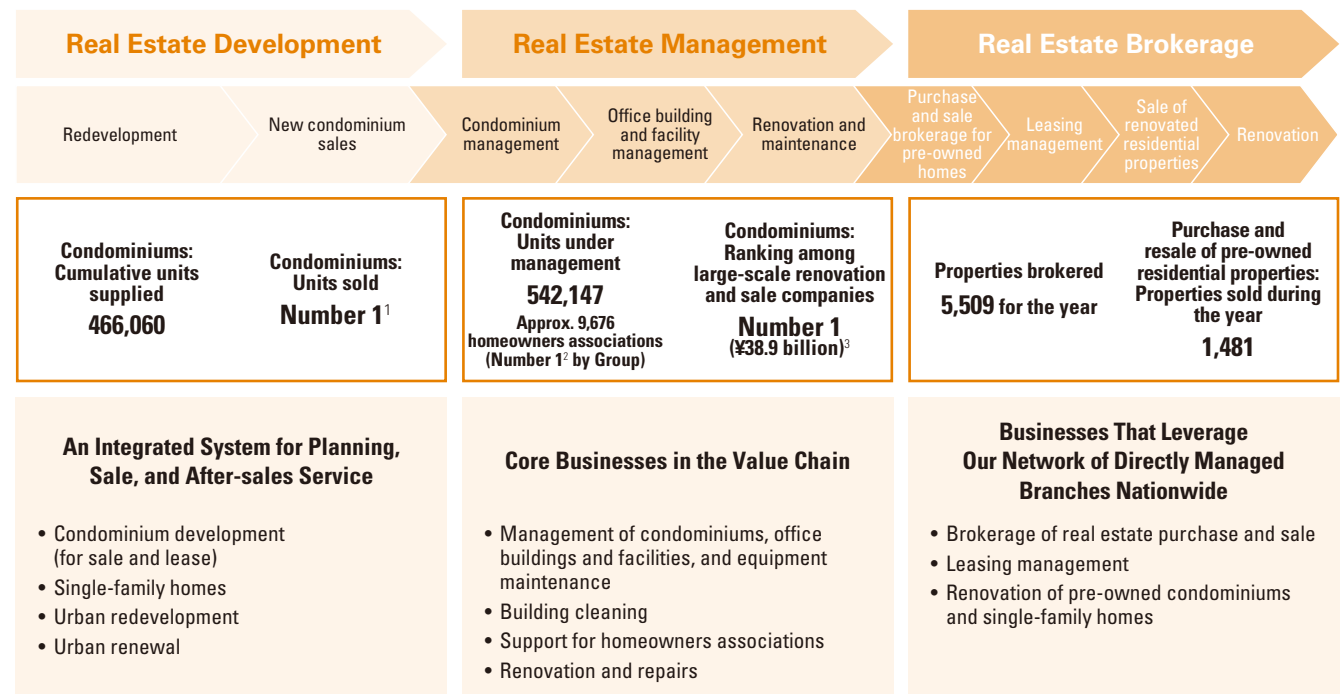 Real Estate Development
Real Estate Management
Real Estate Brokerage
Redevelopment
New condominium
sales
Condominium
management
Office building
and facility
management
Renovation and
maintenance
Purchase
and sale
brokerage for
pre-owned
homes
Leasing
management
Sale of
renovated
residential
properties
Renovation
Condominiums:
Cumulative units
supplied
466,060
Condominiums:
Units sold
Number 1¹
Condominiums:
Units under
management
542,147
Approx. 9,676
homeowners associations
(Number 1² by Group)
Condominiums:
Ranking among
large-scale renovation
and sale companies
Number 1
(¥38.9 billion)³
Properties brokered
5,509 for the year
Purchase and
resale of pre-owned
residential properties:
Properties sold during
the year
1,481
An Integrated System for Planning,
Sale, and After-sales Service
• Condominium development
(for sale and lease)
• Single-family homes
• Urban redevelopment
• Urban renewal
Core Businesses in the Value Chain
• Management of condominiums, office
buildings and facilities, and equipment
maintenance
• Building cleaning
• Support for homeowners associations
• Renovation and repairs
Businesses That Leverage
Our Network of Directly Managed
Branches Nationwide
• Brokerage of real estate purchase and sale
• Leasing management
• Renovation of pre-owned condominiums
and single-family homes